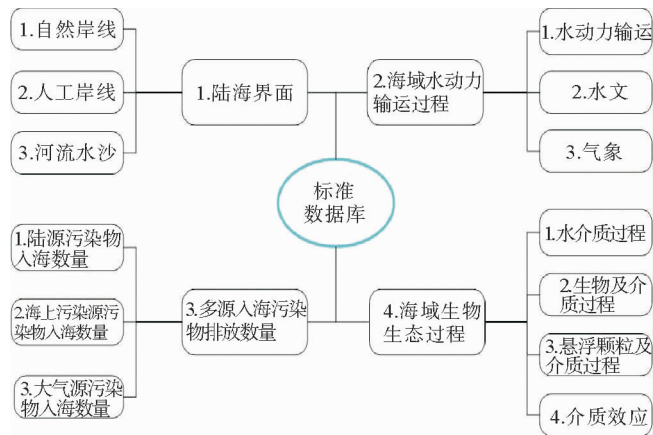 1.自然岸线
2.人工岸线
3.河流水沙
1.陆海界面
2.海域水动力
输运过程
1.水动力输运
2.水文
3.气象
标准
数据库
1.陆源污染物
入海数量
2.海上污染源污
染物入海数量
3.大气源污染
物入海数量
3.多源入海污染
物排放数量
4.海域生物
生态过程
1.水介质过程
2.生物及介
质过程
3.悬浮颗粒及
介质过程
4.介质效应